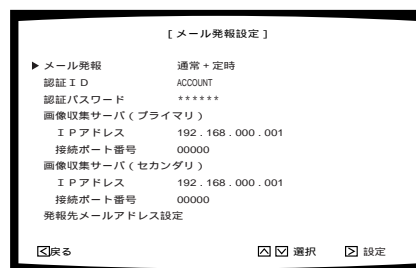 [メール発報設定]
▶ メール発報 通常+定時
認証ID ACCOUNT
認証パスワード ******
画像収集サーバ(プライマリ)
IPアドレス 192.168.000.001
接続ポート番号 00000
画像収集サーバ(セカンダリ)
IPアドレス 192.168.000.001
接続ポート番号 00000
発報先メールアドレス設定
戻る 選択 設定